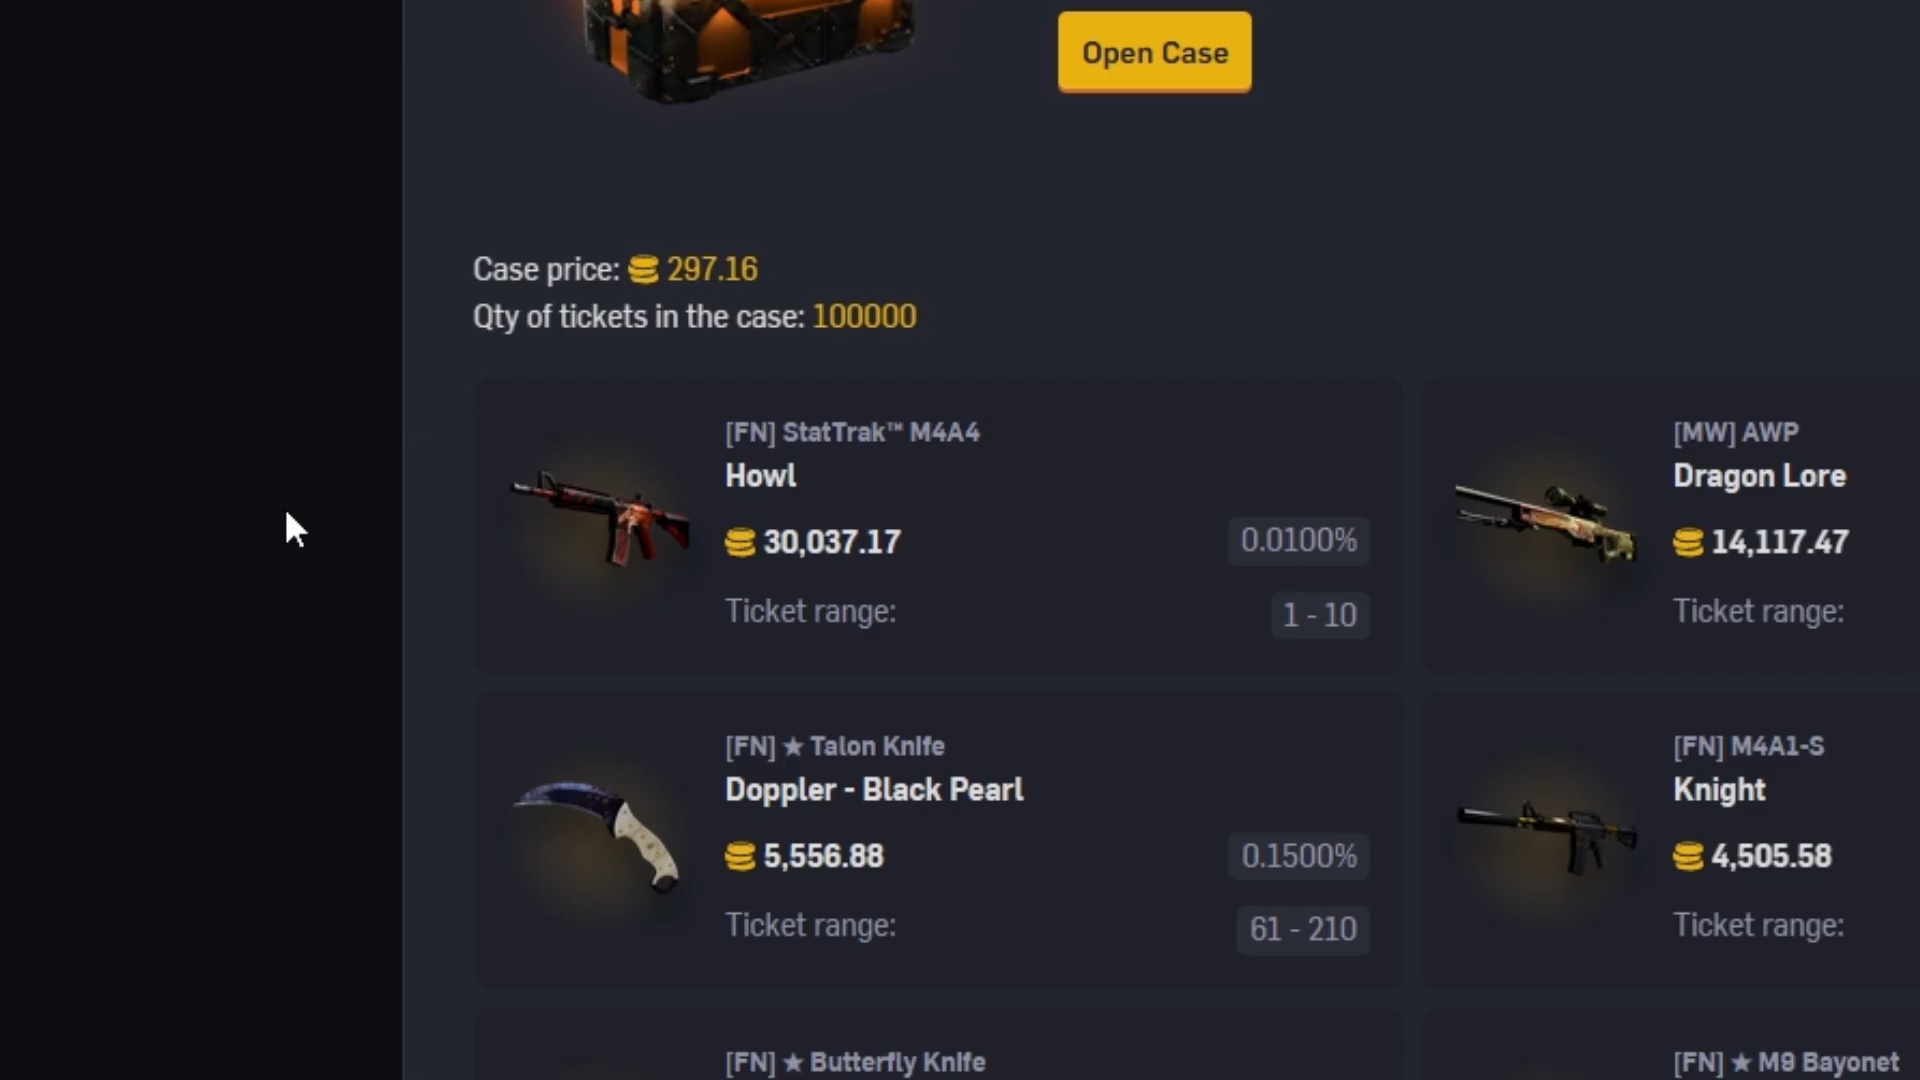 Open Case
Case price: 297.16
Qty of tickets in the case: 100000
[FN] StatTrak™ M4A4
Howl
30,037.17
0.0100%
Ticket range:
1 - 10
[MW] AWP
Dragon Lore
14,117.47
Ticket range:
[FN] ★ Talon Knife
Doppler - Black Pearl
5,556.88
0.1500%
Ticket range:
61 - 210
[FN] M4A1-S
Knight
4,505.58
Ticket range:
[FN] ★ Butterfly Knife
[FN] ★ M9 Bayonet